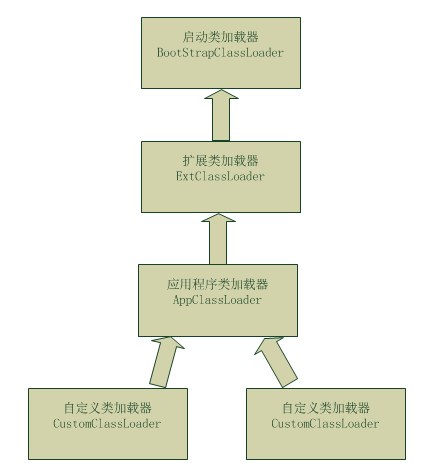 启动类加载器
BootStrapClassLoader
扩展类加载器
ExtClassLoader
应用程序类加载器
AppClassLoader
自定义类加载器
CustomClassLoader
自定义类加载器
CustomClassLoader